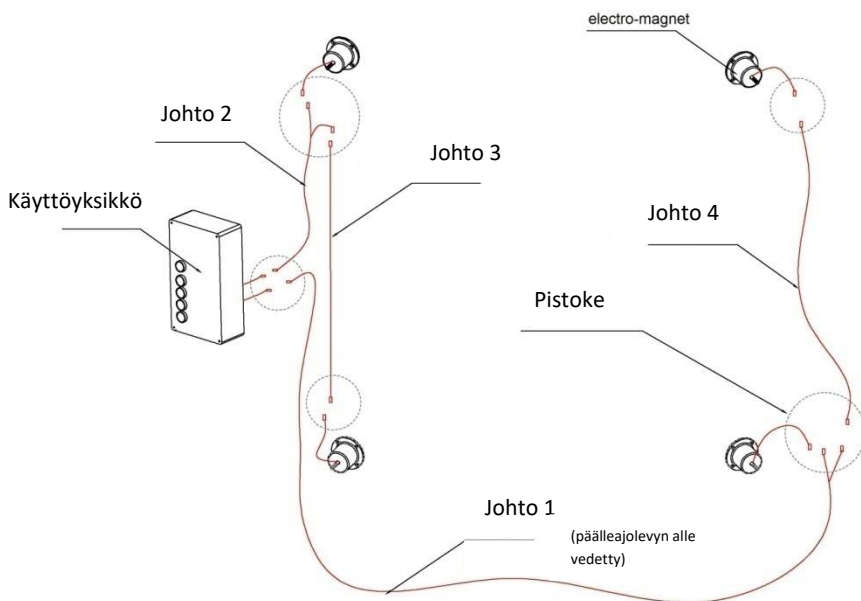 electro-magnet
Johto 2
Johto 3
Käyttöyksikkö
Johto 4
Pistoke
Johto 1
(päälleajolevyn alle
vedetty)